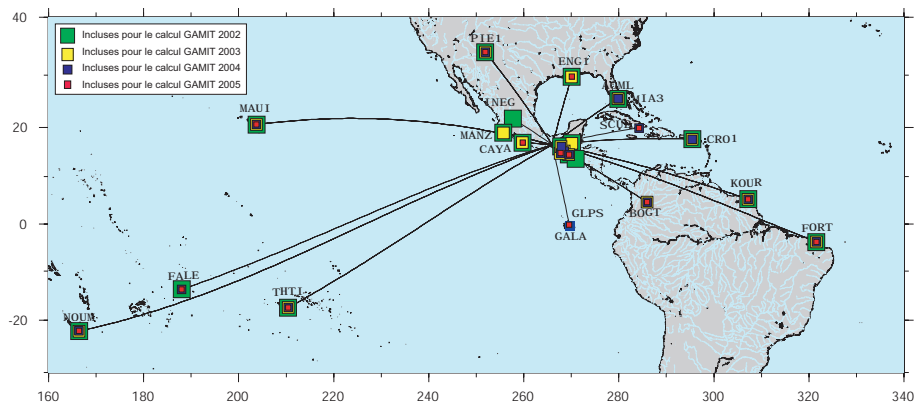 40
20
0
-20
Incluses pour le calcul GAMIT 2002
Incluses pour le calcul GAMIT 2003
Incluses pour le calcul GAMIT 2004
Incluses pour le calcul GAMIT 2005
PIE1
ENG1
MIA3
INEG
MAUI
SCUB
MANZ
CRO1
CAYA
KOUR
BOGT
GLPS
FORT
GALA
FALE
THTI
NOUM
160
180
200
220
240
260
280
300
320
340